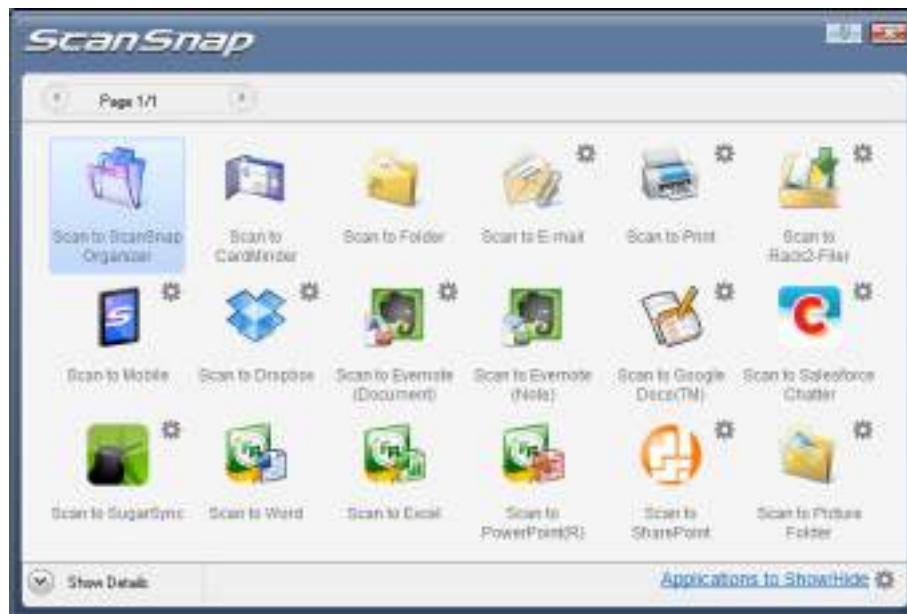 ScanSnap
Page 1/1
Scan to ScanSnap
Organizer
Scan to
CardMinder
Scan to Folder
Scan to E-mail
Scan to Print
Scan to
Rack2-Filer
Scan to Mobile
Scan to Dropbox
Scan to Evernote
(Document)
Scan to Evernote
(Note)
Scan to Google
Docs(TM)
Scan to Salesforce
Chatter
Scan to SugarSync
Scan to Word
Scan to Excel
Scan to
PowerPoint(R)
Scan to
SharePoint
Scan to Picture
Folder
Show Details
Applications to Show/Hide